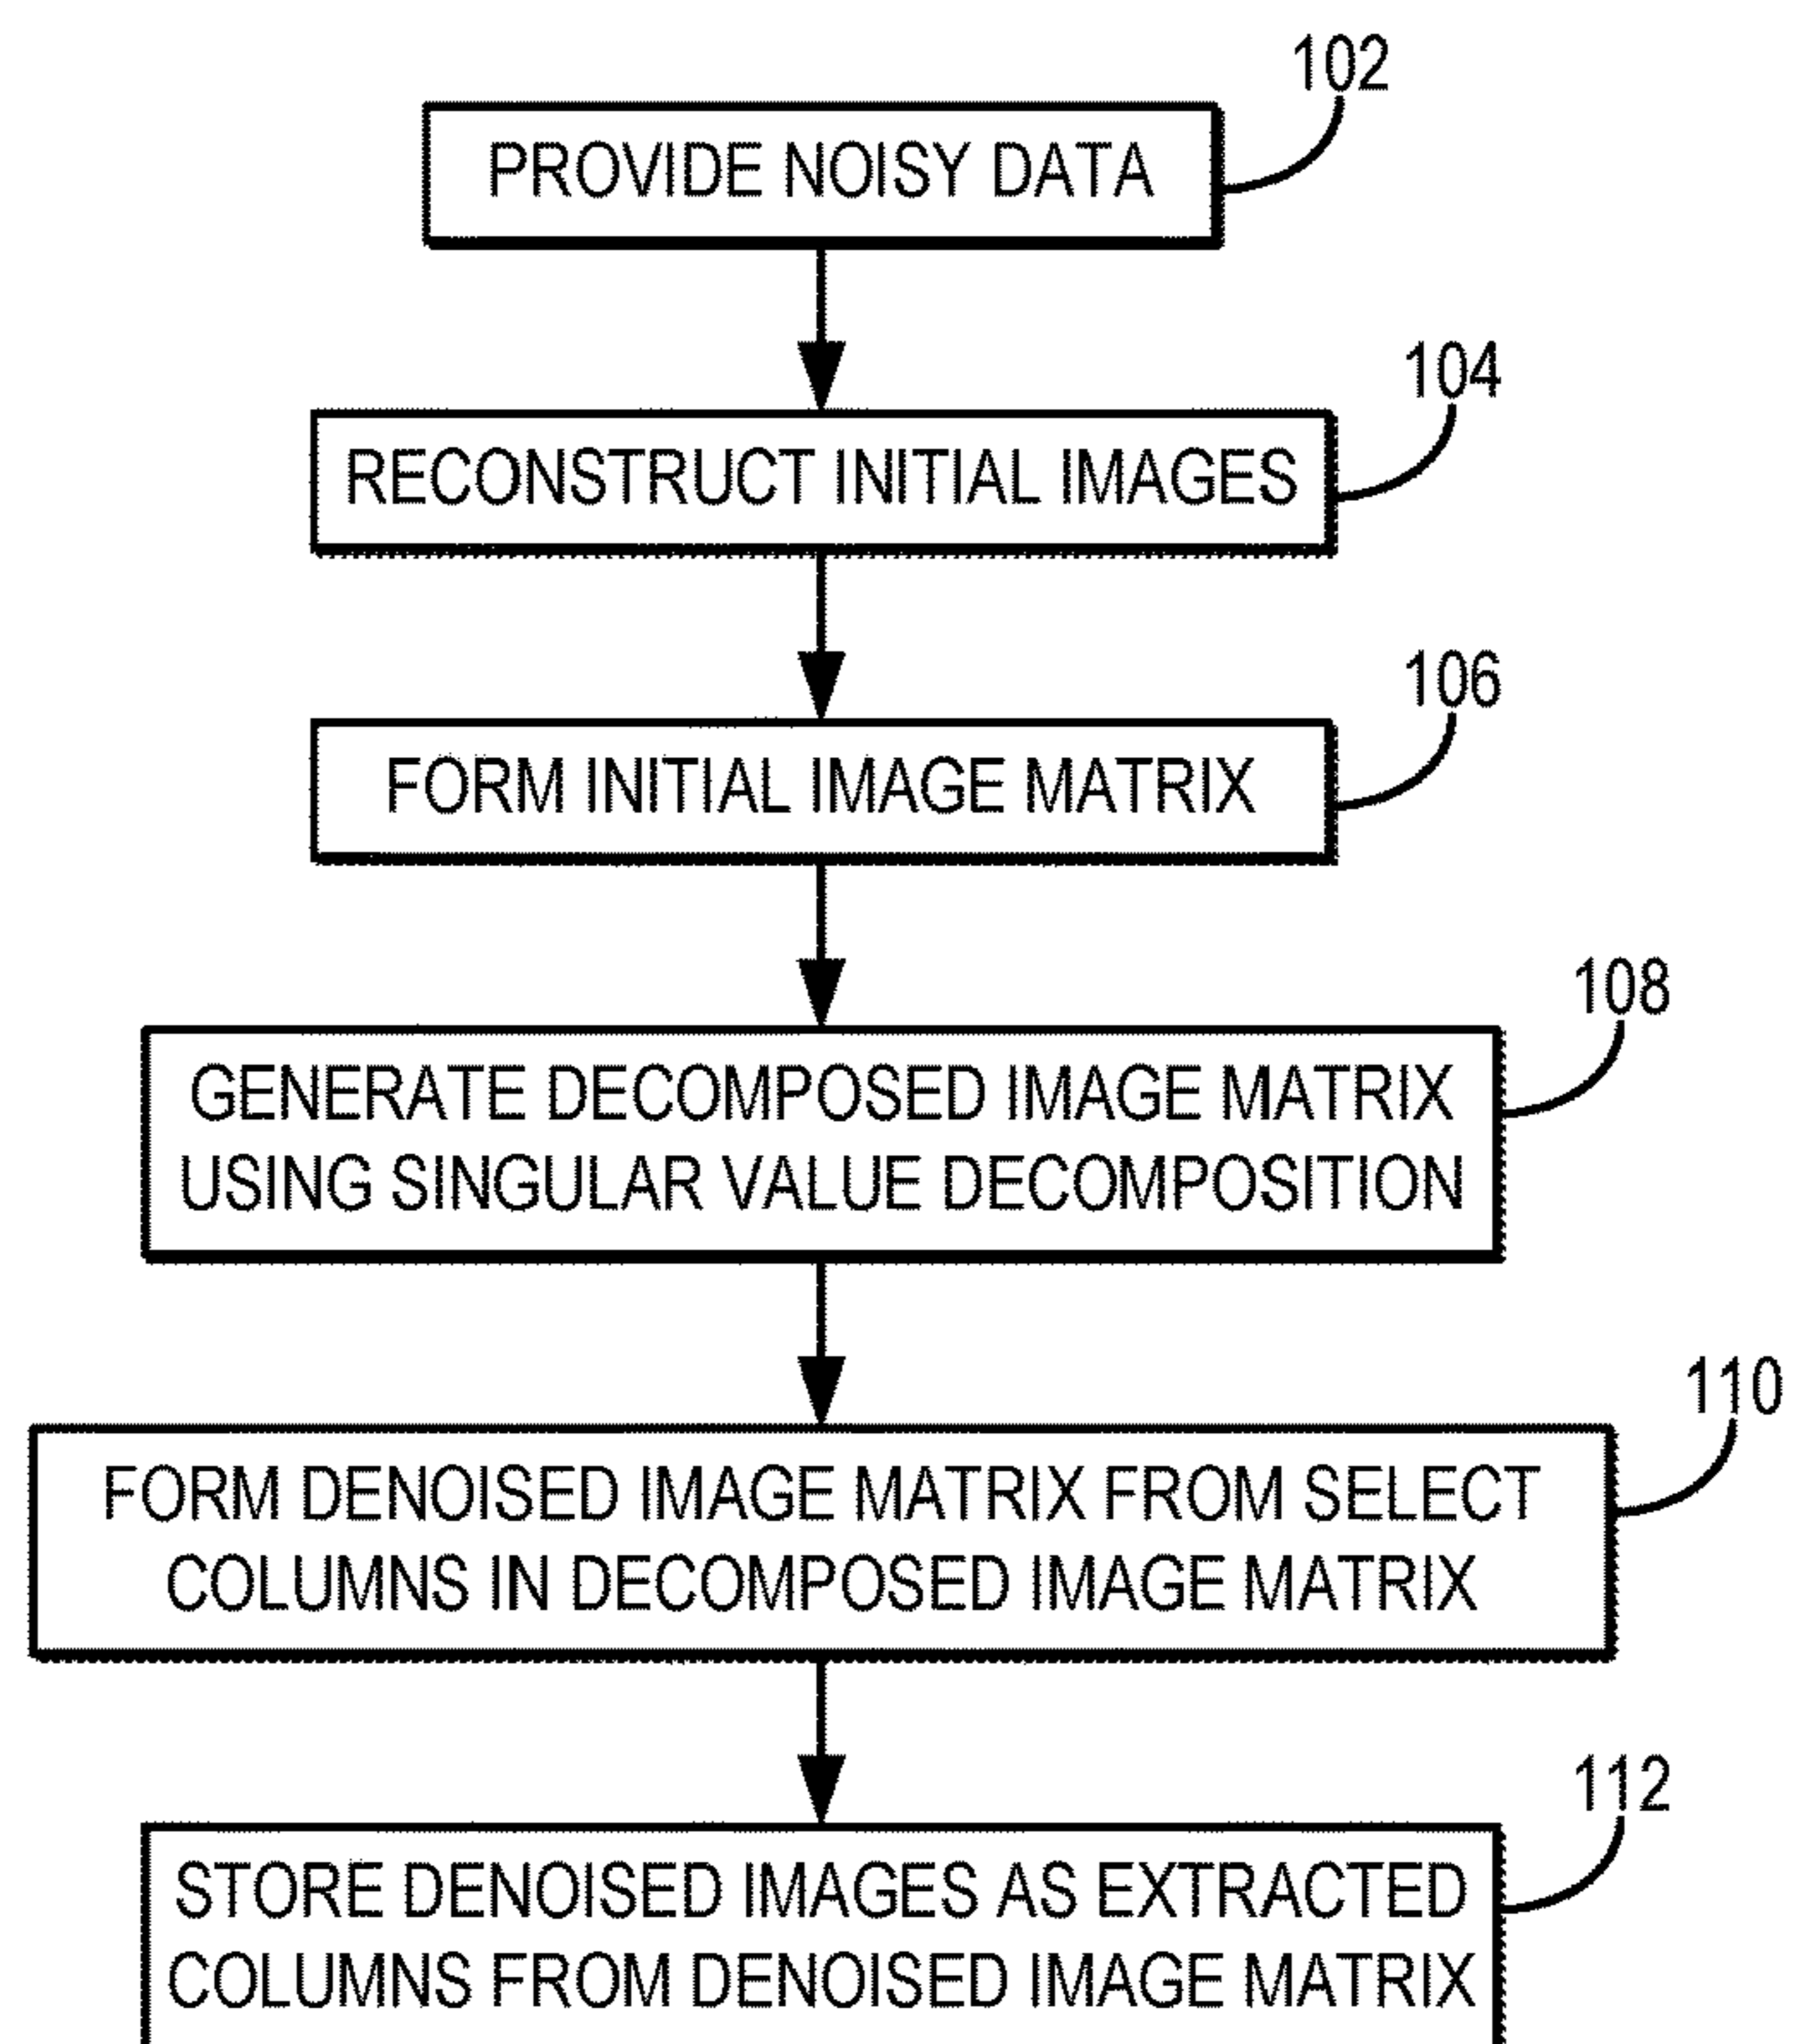 102
PROVIDE NOISY DATA
104
RECONSTRUCT INITIAL IMAGES
106
FORM INITIAL IMAGE MATRIX
108
GENERATE DECOMPOSED IMAGE MATRIX
USING SINGULAR VALUE DECOMPOSITION
110
FORM DENOISED IMAGE MATRIX FROM SELECT
COLUMNS IN DECOMPOSED IMAGE MATRIX
112
STORE DENOISED IMAGES AS EXTRACTED
COLUMNS FROM DENOISED IMAGE MATRIX